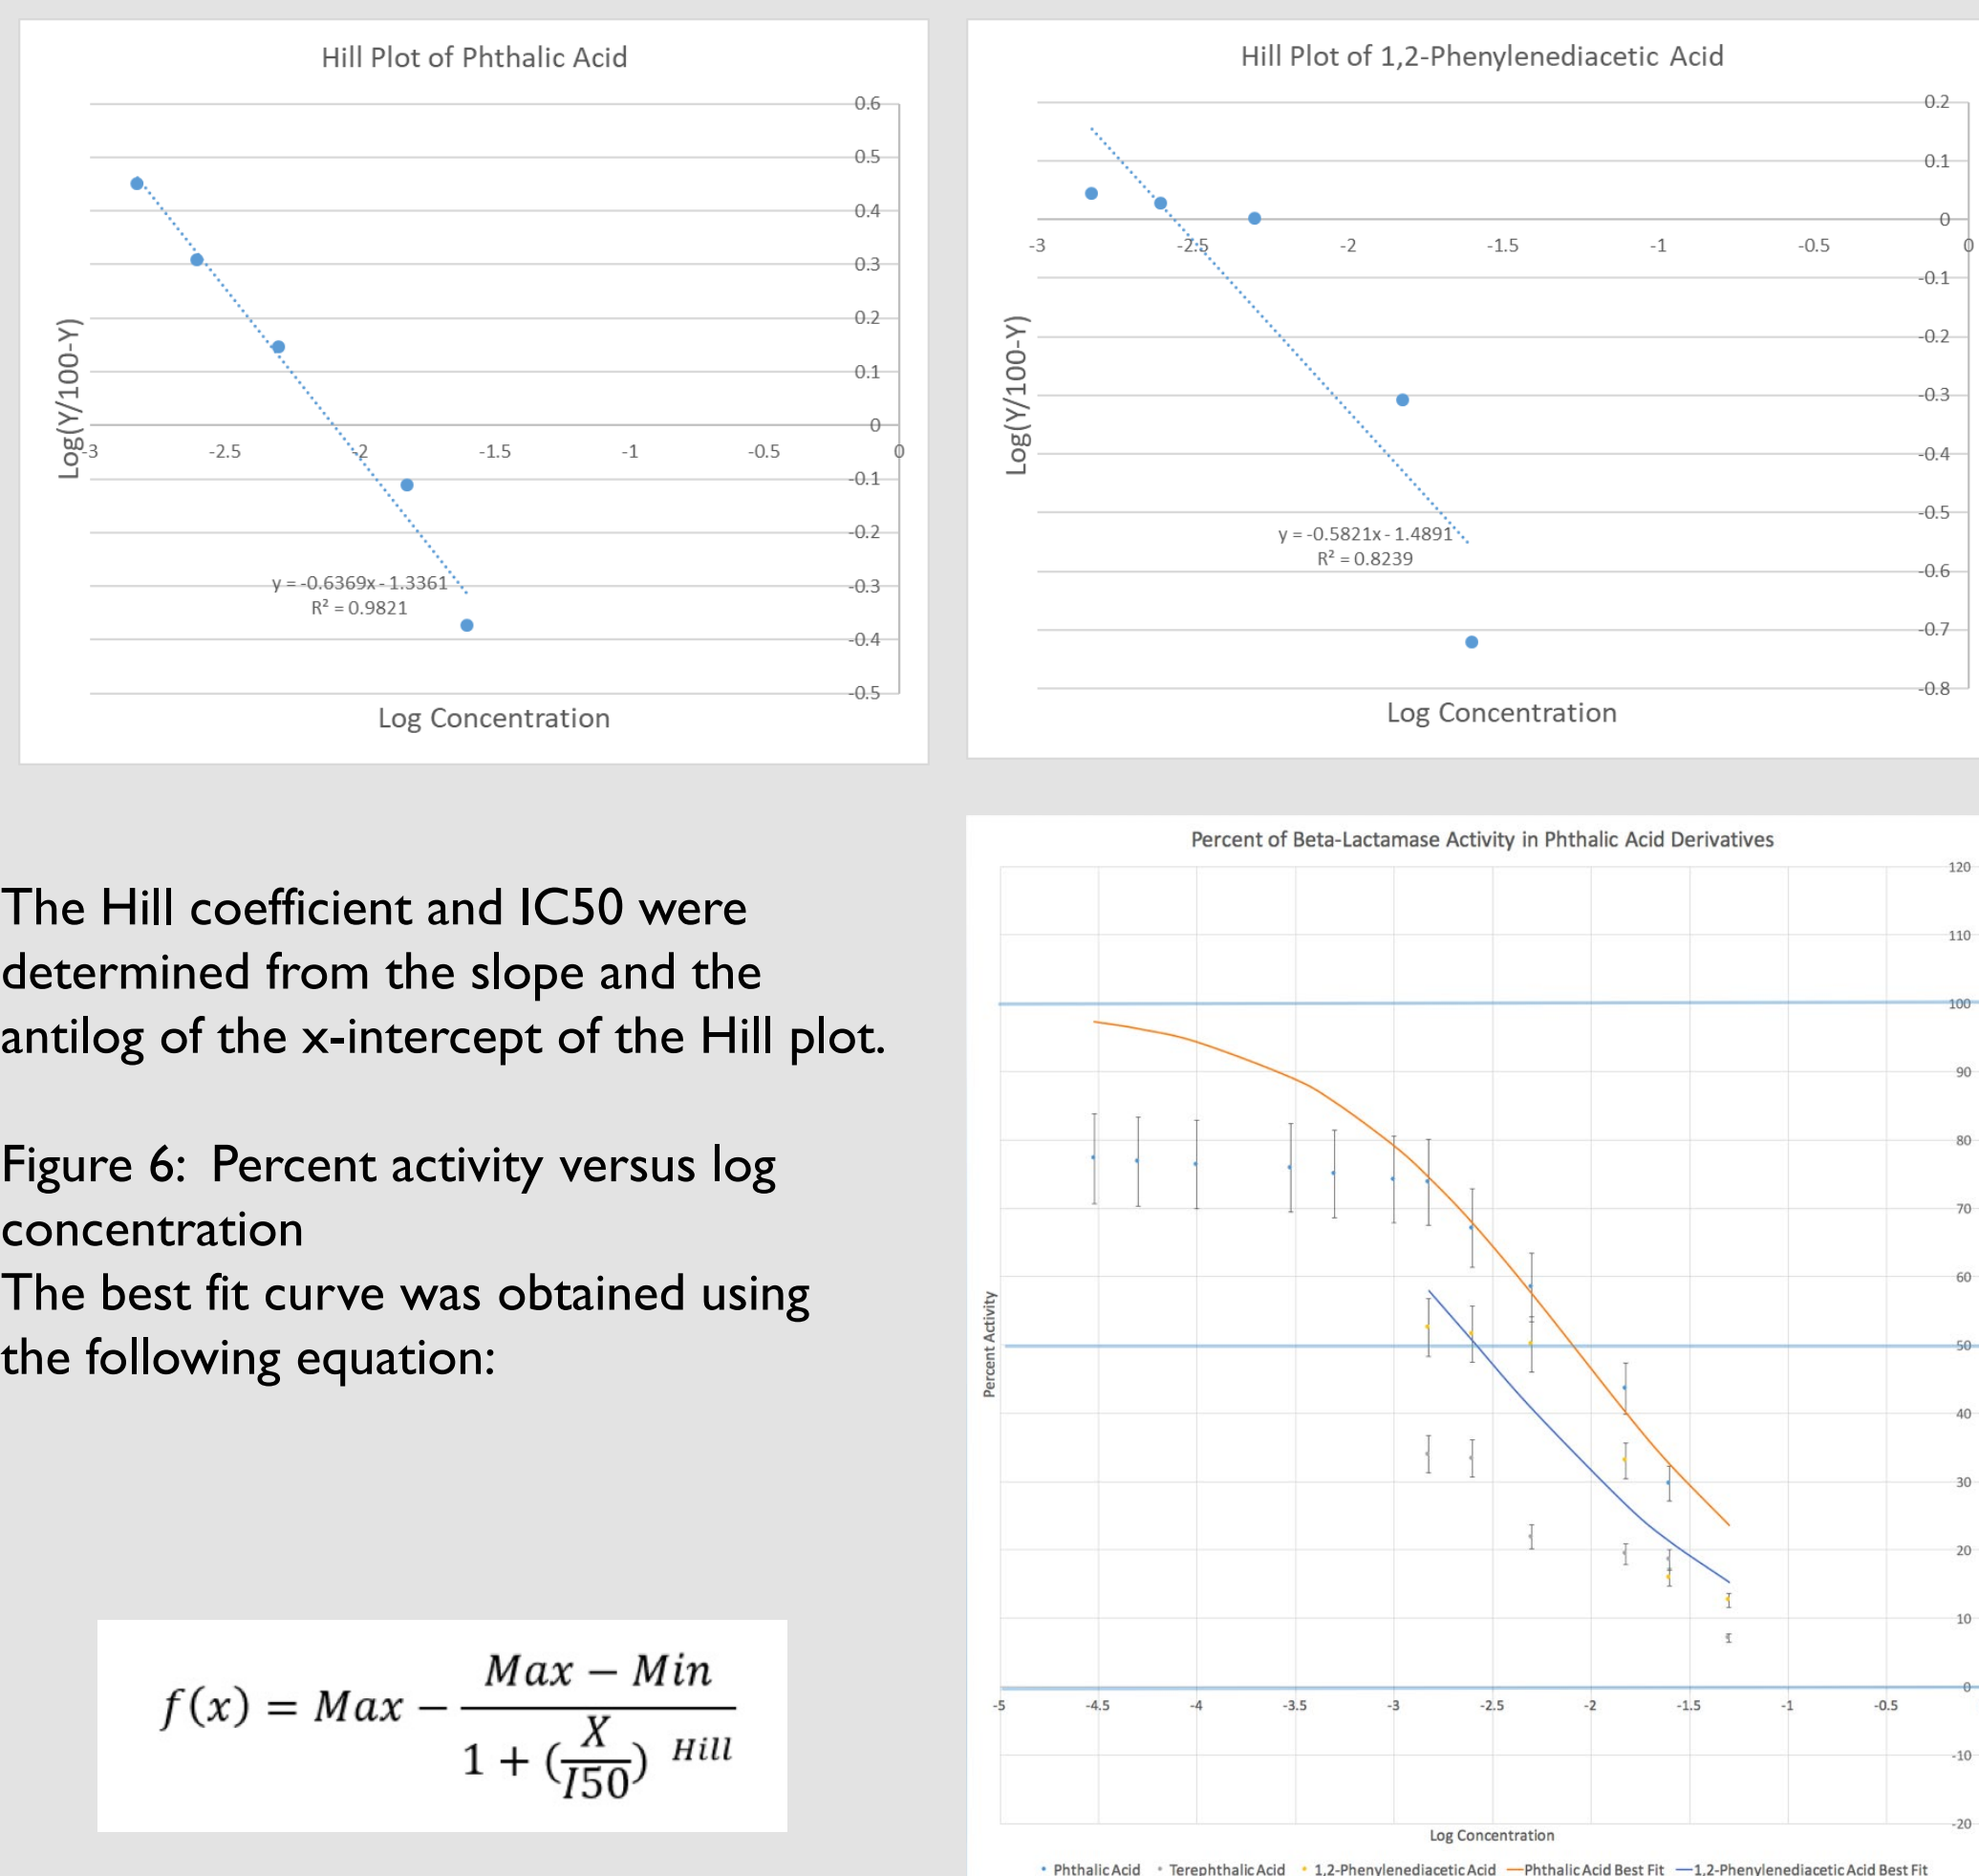 Hill Plot of Phthalic Acid
0.6
0.5
0.4
0.3
0.2
0.1
0
-3 -2.5 -2 -1.5 -1 -0.5 0
-0.1
-0.2
-0.3
-0.4
-0.5
Log(Y/100-Y)
y = -0.6369x - 1.3361
R² = 0.9821
Log Concentration
Hill Plot of 1,2-Phenylenediacetic Acid
0.2
0.1
0
-3 -2.5 -2 -1.5 -1 -0.5 0
-0.1
-0.2
-0.3
-0.4
-0.5
-0.6
-0.7
-0.8
Log(Y/100-Y)
y = -0.5821x - 1.4891
R² = 0.8239
Log Concentration
The Hill coefficient and IC50 were
determined from the slope and the
antilog of the x-intercept of the Hill plot.
Figure 6: Percent activity versus log
concentration
The best fit curve was obtained using
the following equation:
f(x) = Max − Max − Min / 1 + (X/I50) Hill
Percent of Beta-Lactamase Activity in Phthalic Acid Derivatives
120
110
100
90
80
70
60
50
40
30
20
10
0
-5 -4.5 -4 -3.5 -3 -2.5 -2 -1.5 -1 -0.5
-10
-20
Percent Activity
Log Concentration
Phthalic Acid Terephthalic Acid 1,2-Phenylenediacetic Acid Phthalic Acid Best Fit 1,2-Phenylenediacetic Acid Best Fit